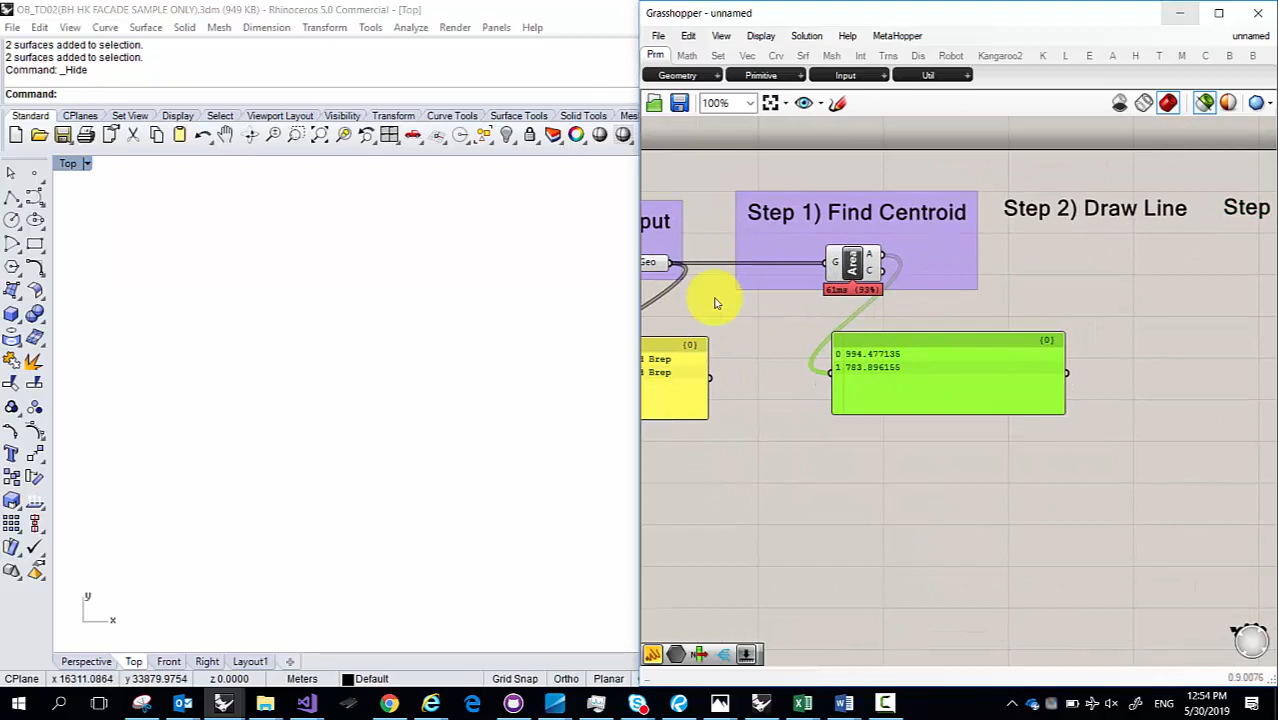 OB_TD02(BH HK FACADE SAMPLE ONLY).3dm (949 KB) - Rhinoceros 5.0 Commercial - [Top]
File Edit View Curve Surface Solid Mesh Dimension Transform Tools Analyze Render Panels Help
2 surfaces added to selection.
2 surfaces added to selection.
Command: _Hide
Command:
Standard CPlanes Set View Display Select Viewport Layout Visibility Transform Curve Tools Surface Tools Solid Tools Mes
Top
y
x
Perspective Top Front Right Layout1
CPlane x 16311.0864 y 33879.9754 z 0.0000 Meters Default Grid Snap Ortho Planar
Grasshopper - unnamed
File Edit View Display Solution Help MetaHopper unnamed
Prm Math Set Vec Crv Srf Msh Int Trns Dis Robot Kangaroo2 K L E A H T M C B B
Geometry Primitive Input Util
100%
put
Step 1) Find Centroid
Step 2) Draw Line
Step
Geo
G Area A C
61ms (93%)
{0}
d Brep
d Brep
{0}
0 994.477135
1 783.896155
0.9.0076
ENG
12:54 PM
5/30/2019